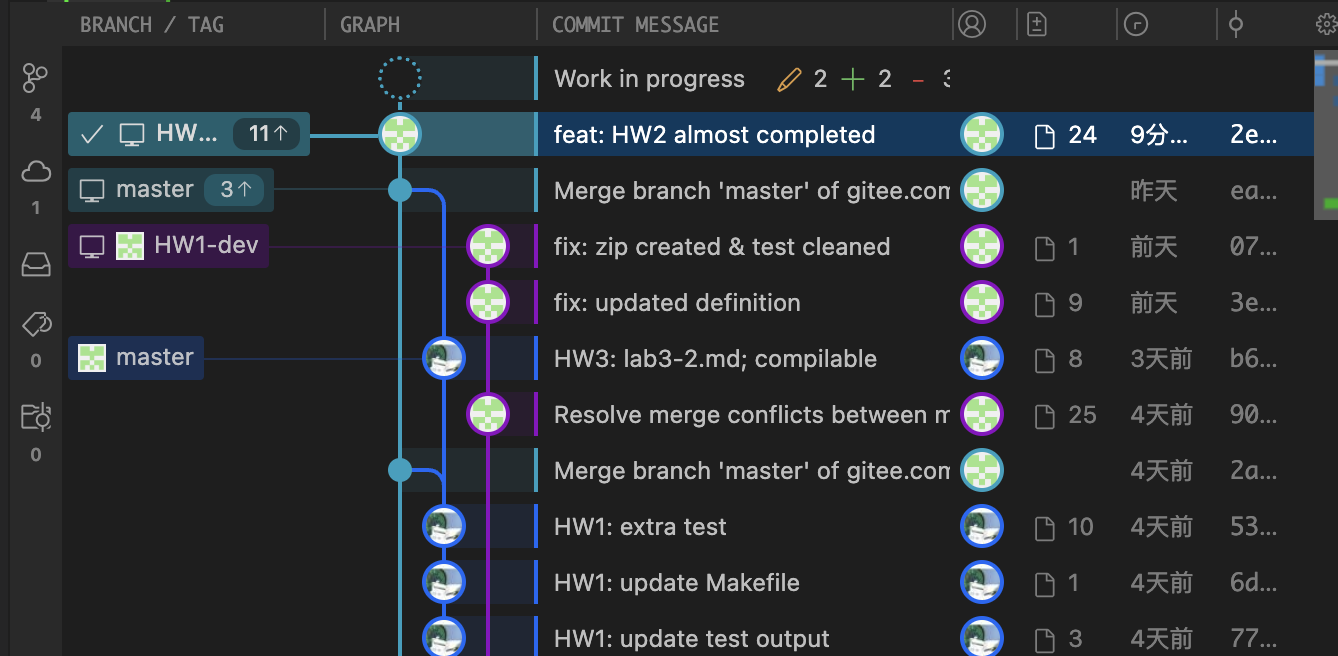 BRANCH / TAG GRAPH COMMIT MESSAGE
Work in progress 2 2
4
HW... 11↑ feat: HW2 almost completed 24 9分... 2e...
master 3↑ Merge branch 'master' of gitee.com 昨天 ea...
1
HW1-dev fix: zip created & test cleaned 1 前天 07...
fix: updated definition 9 前天 3e...
0
master HW3: lab3-2.md; compilable 8 3天前 b6...
Resolve merge conflicts between m 25 4天前 90...
0
Merge branch 'master' of gitee.com 4天前 2a...
HW1: extra test 10 4天前 53...
HW1: update Makefile 1 4天前 6d...
HW1: update test output 3 4天前 77...